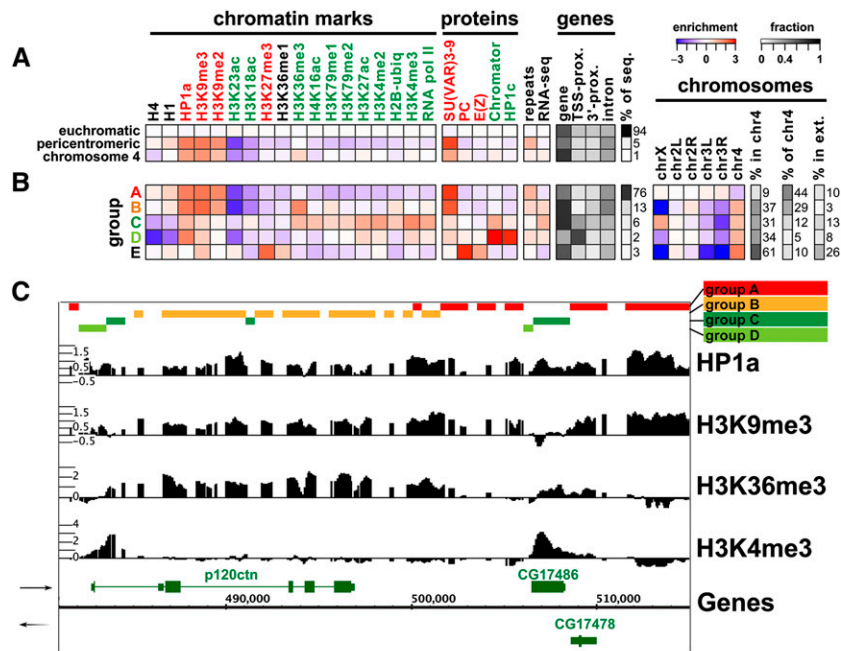 chromatin marks
proteins
genes
enrichment
fraction
−3 0 3
0 1
A
H4
H1
HP1a
H3K9me3
H3K9me2
H3K23ac
H3K18ac
H3K27me3
H3K36me1
H3K36me3
H4K16ac
H3K79me1
H3K79me2
H3K27ac
H3K4me2
H2B-ubiq
H3K4me3
RNA pol II
SU(VAR)3-9
PC
E(Z)
Chromator
HP1c
repeats
RNA-seq
gene
TSS-prox.
3'-prox.
intron
% of seq.
chromosomes
chrX
chr2L
chr2R
chr3L
chr3R
chr4
% in chr4
% of chr4
% in ext.
euchromatic 94
pericentromeric 5
chromosome 4 1
B
group
A 76 9 44 10
B 13 37 29 3
C 6 31 12 13
D 2 34 5 8
E 3 61 10 26
C
group A
group B
group C
group D
1.5
0.5
−0.5
HP1a
1.5
0.5
−0.5
H3K9me3
2
0
H3K36me3
4
2
0
H3K4me3
p120ctn
CG17486
490,000 500,000 510,000
Genes
CG17478